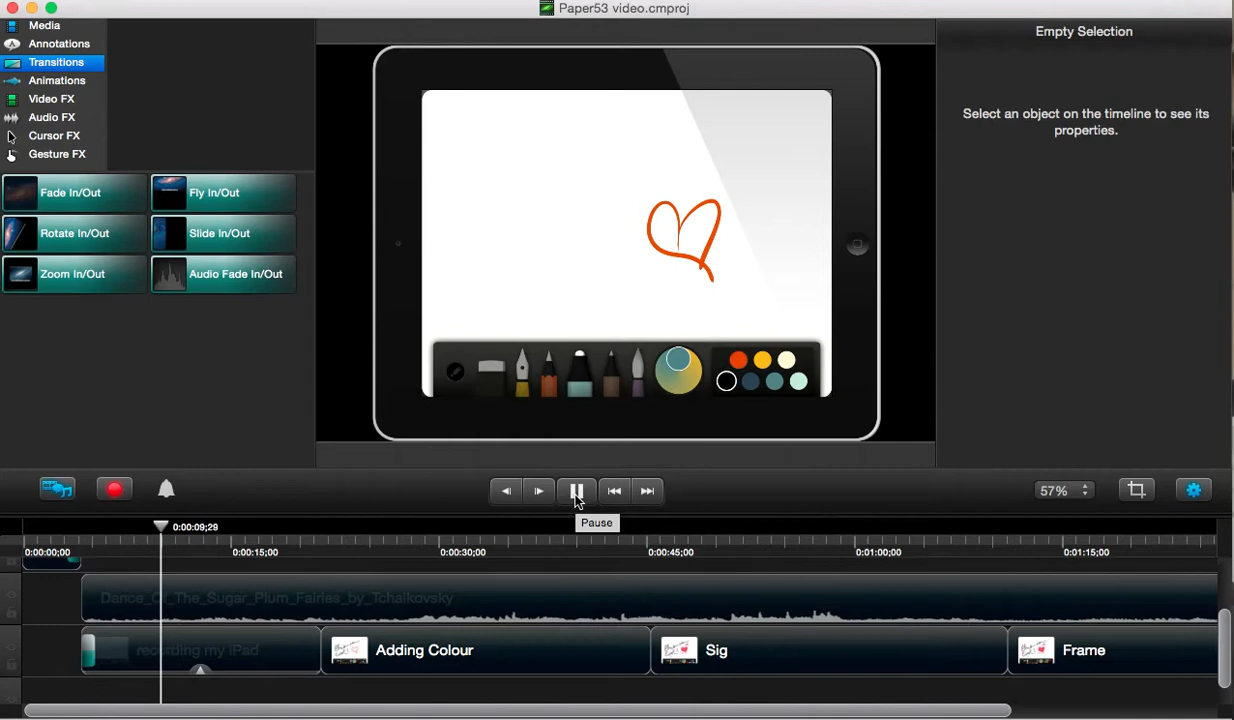 Paper53 video.cmproj
Media
Annotations
Transitions
Animations
Video FX
Audio FX
Cursor FX
Gesture FX
Fade In/Out
Fly In/Out
Rotate In/Out
Slide In/Out
Zoom In/Out
Audio Fade In/Out
Empty Selection
Select an object on the timeline to see its
properties.
57%
Pause
0:00:09;29
0:00:00;00 0:00:15;00 0:00:30;00 0:00:45;00 0:01:00;00 0:01:15;00
Dance_Of_The_Sugar_Plum_Fairies_by_Tchaikovsky
recording my iPad
Adding Colour
Sig
Frame